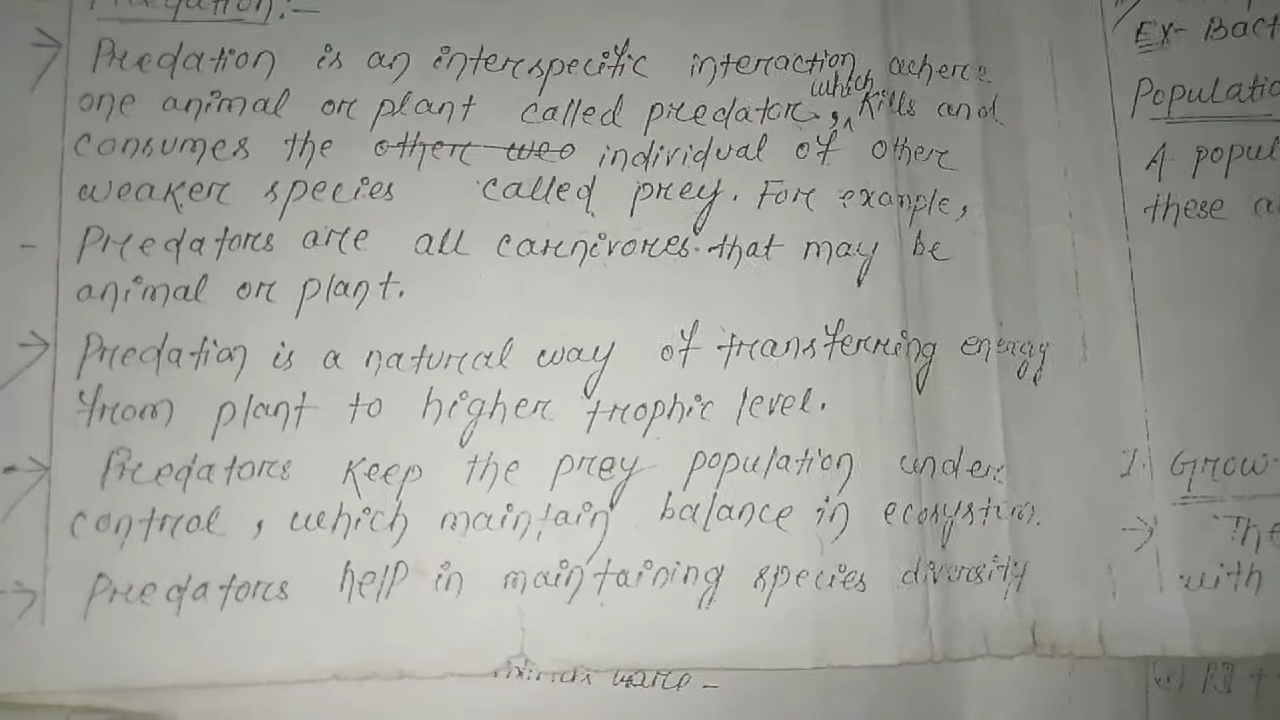 Predation:-
→ Predation is an interspecific interaction, where
one animal or plant called predator, which kills and
consumes the other two individual of other
weaker species called prey. For example,
- Predators are all carnivores that may be
animal or plant.
→ Predation is a natural way of transferring energy
from plant to higher trophic level.
→ Predators keep the prey population under
control, which maintain balance in ecosystem.
→ Predators help in maintaining species diversity
Ex- Bact
Populatio
A popul
these a
1. Grow
→ The
with